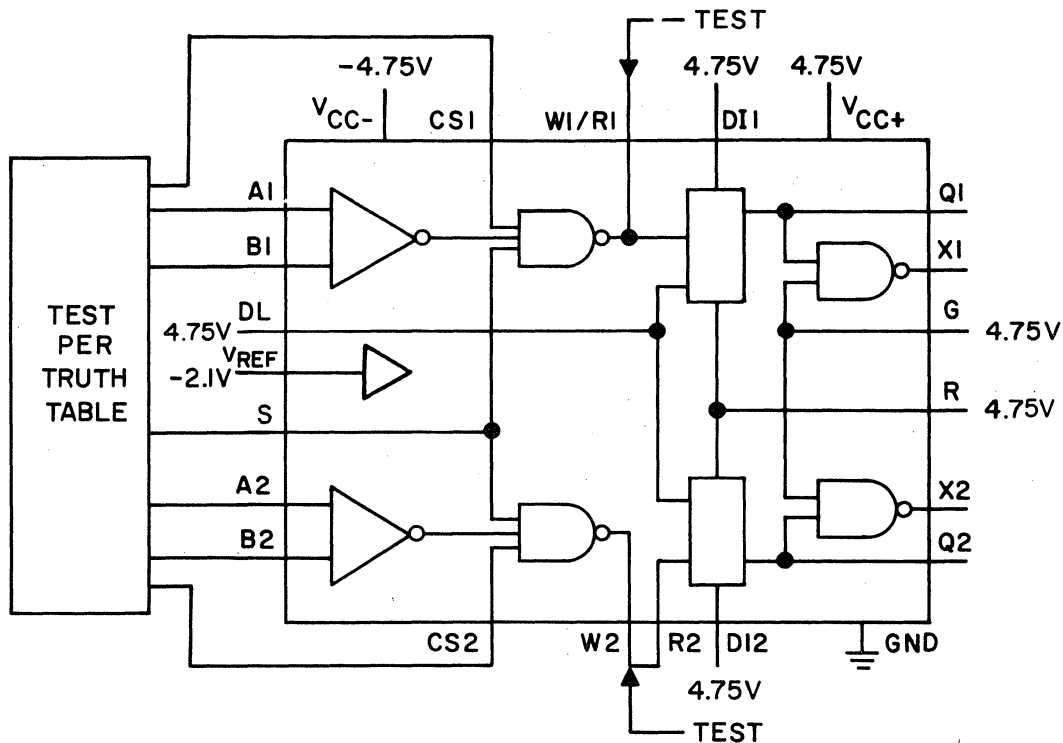 TEST
-4.75V
4.75V
4.75V
VCC-
CS1
W1/R1
DI1
VCC+
A1
Q1
B1
X1
TEST
PER
TRUTH
TABLE
DL
4.75V
G
4.75V
VREF
-2.1V
R
4.75V
S
A2
X2
B2
Q2
CS2
W2
R2
DI2
GND
4.75V
TEST